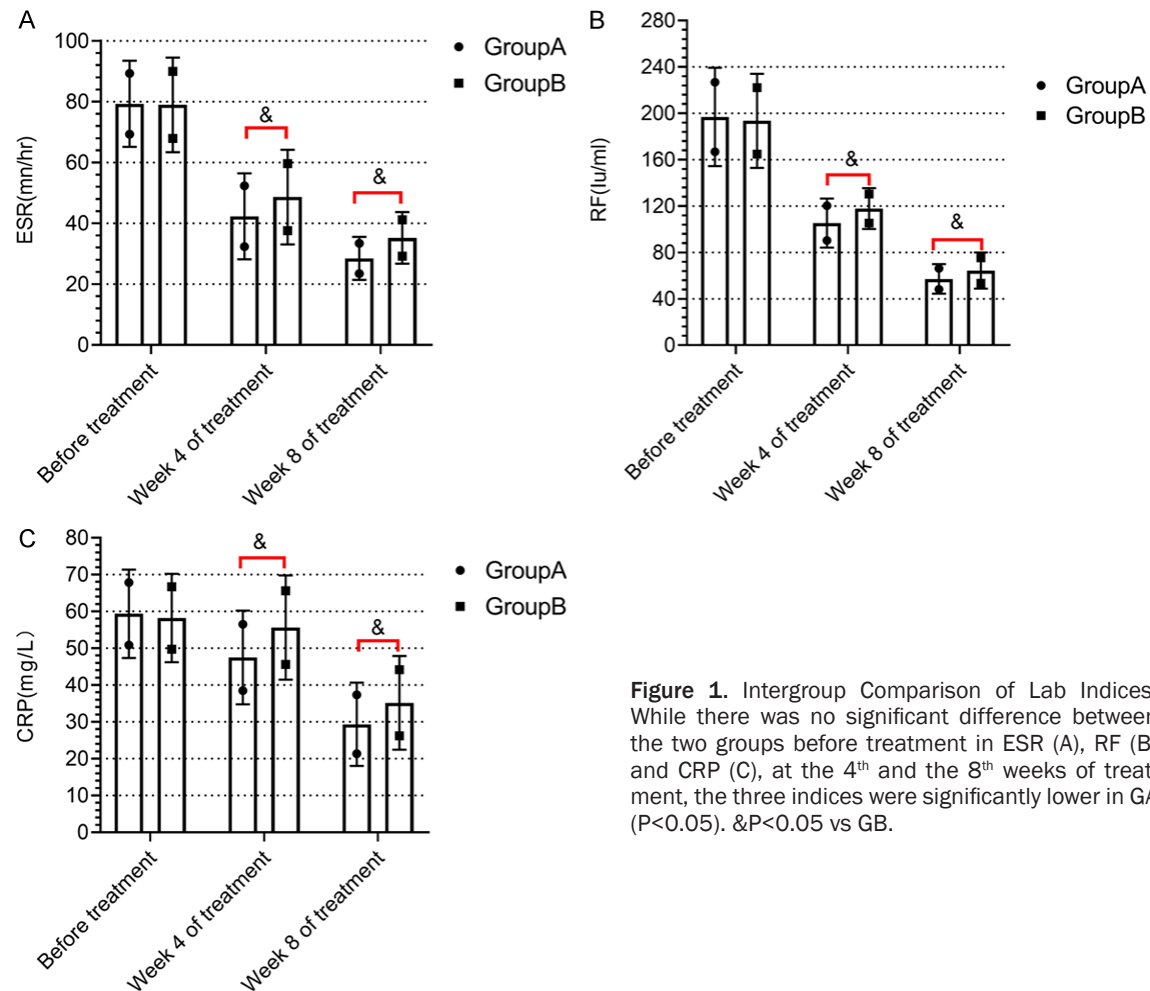 A
ESR(mn/hr)
100
80
60
40
20
0
&
&
GroupA
GroupB
Before treatment
Week 4 of treatment
Week 8 of treatment
B
RF(Iu/ml)
280
240
200
160
120
80
40
0
&
&
GroupA
GroupB
Before treatment
Week 4 of treatment
Week 8 of treatment
C
CRP(mg/L)
80
70
60
50
40
30
20
10
0
&
&
GroupA
GroupB
Before treatment
Week 4 of treatment
Week 8 of treatment
Figure 1. Intergroup Comparison of Lab Indices
While there was no significant difference between
the two groups before treatment in ESR (A), RF (B
and CRP (C), at the 4th and the 8th weeks of treat
ment, the three indices were significantly lower in GA
(P<0.05). &P<0.05 vs GB.